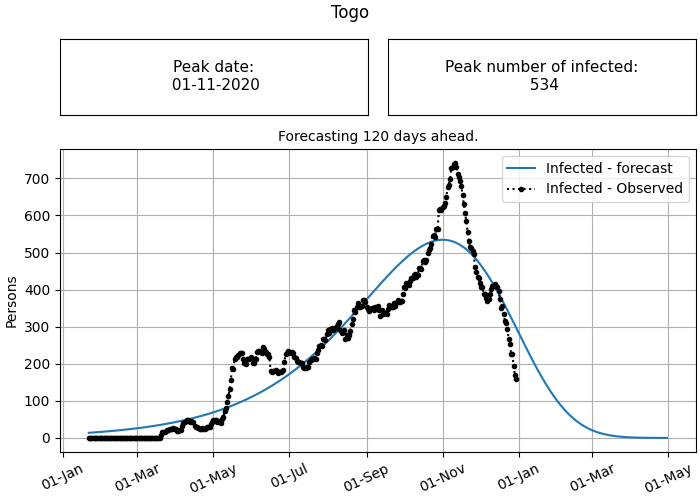 Togo
Peak date:
01-11-2020
Peak number of infected:
534
Forecasting 120 days ahead.
Infected - forecast
Infected - Observed
Persons
700
600
500
400
300
200
100
0
01-Jan
01-Mar
01-May
01-Jul
01-Sep
01-Nov
01-Jan
01-Mar
01-May